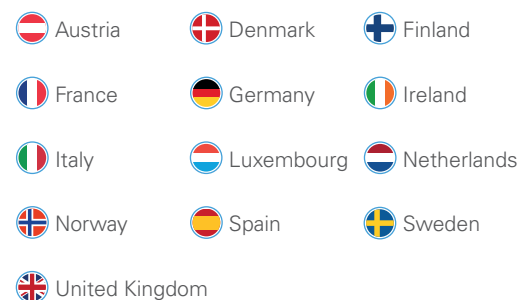 Austria Denmark Finland
France Germany Ireland
Italy Luxembourg Netherlands
Norway Spain Sweden
United Kingdom